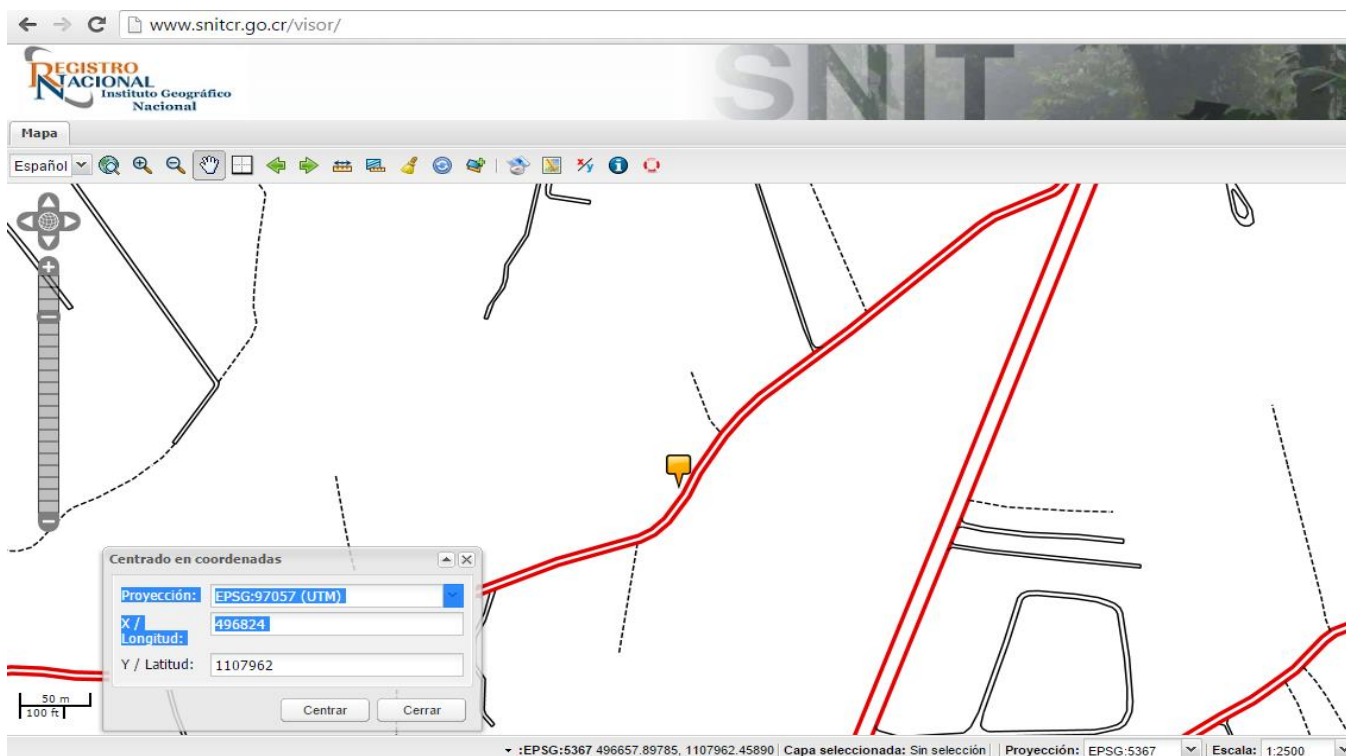 www.snitcr.go.cr/visor/
REGISTRO
NACIONAL
Instituto Geográfico
Nacional
SNIT
Mapa
Español
x/y
Centrado en coordenadas
Proyección: EPSG:97057 (UTM)
X /
Longitud: 496824
Y / Latitud: 1107962
Centrar Cerrar
50 m
100 ft
:EPSG:5367 496657.89785, 1107962.45890 Capa seleccionada: Sin selección Proyección: EPSG:5367 Escala: 1:2500